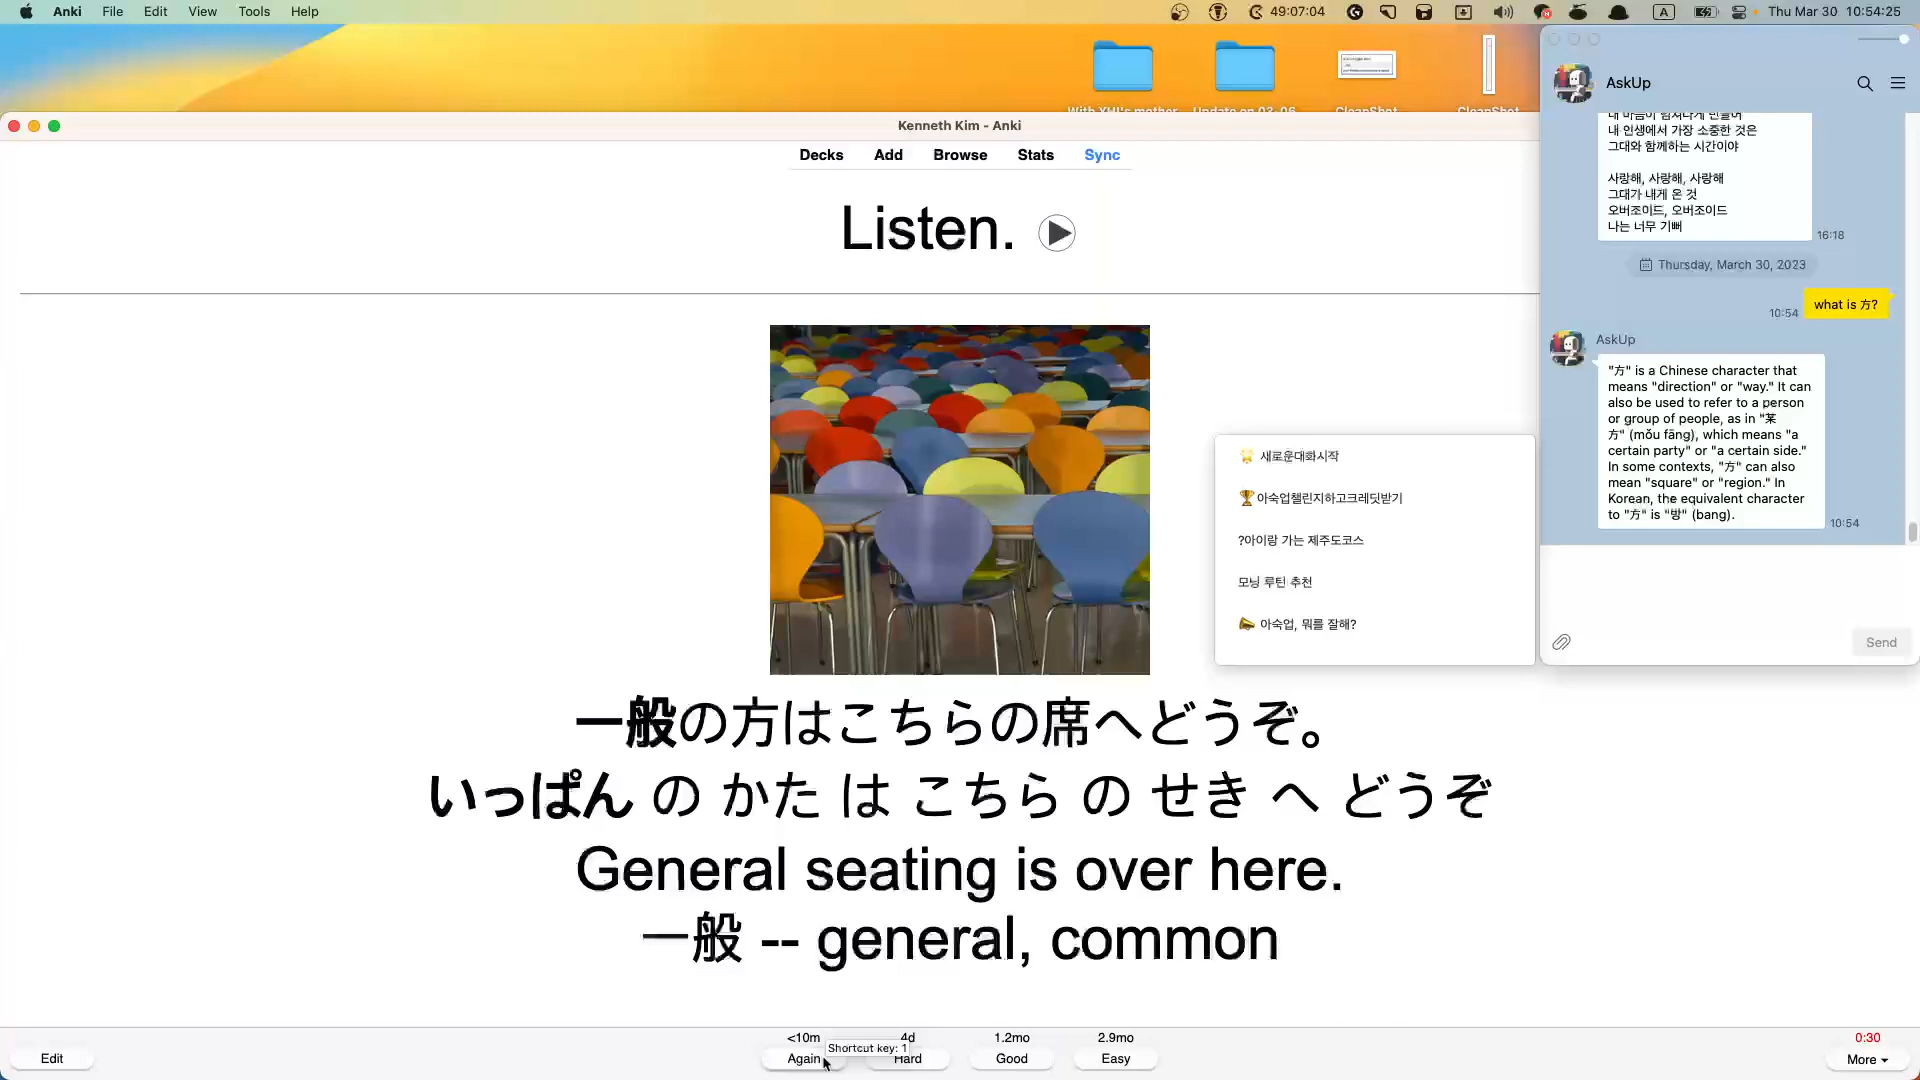 Anki File Edit View Tools Help
49:07:04 A Thu Mar 30 10:54:25
Kenneth Kim - Anki
Decks Add Browse Stats Sync
Listen.
一般の方はこちらの席へどうぞ。
いっぱん の かた は こちら の せき へ どうぞ
General seating is over here.
一般 -- general, common
<10m 4d 1.2mo 2.9mo 0:30
Shortcut key: 1
Edit Again Hard Good Easy More
새로운대화시작
아숙업챌린지하고크레딧받기
?아이랑 가는 제주도코스
모닝 루틴 추천
아숙업, 뭐를 잘해?
AskUp
내 인생에서 가장 소중한 것은
그대와 함께하는 시간이야
사랑해, 사랑해, 사랑해
그대가 내게 온 것
오버조이드, 오버조이드
나는 너무 기뻐
16:18
Thursday, March 30, 2023
what is 方?
10:54
AskUp
"方" is a Chinese character that
means "direction" or "way." It can
also be used to refer to a person
or group of people, as in "某
方" (mǒu fāng), which means "a
certain party" or "a certain side."
In some contexts, "方" can also
mean "square" or "region." In
Korean, the equivalent character
to "方" is "방" (bang).
10:54
Send